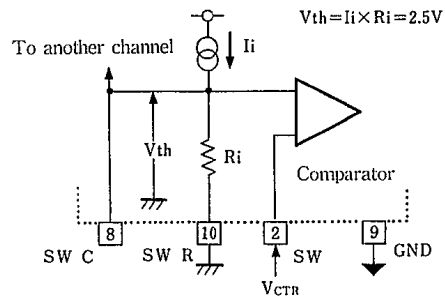 Vth=Ii×Ri=2.5V
To another channel
Ii
Vth
Ri
Comparator
8
10
2
9
SW C
SW R
SW
GND
VCTR